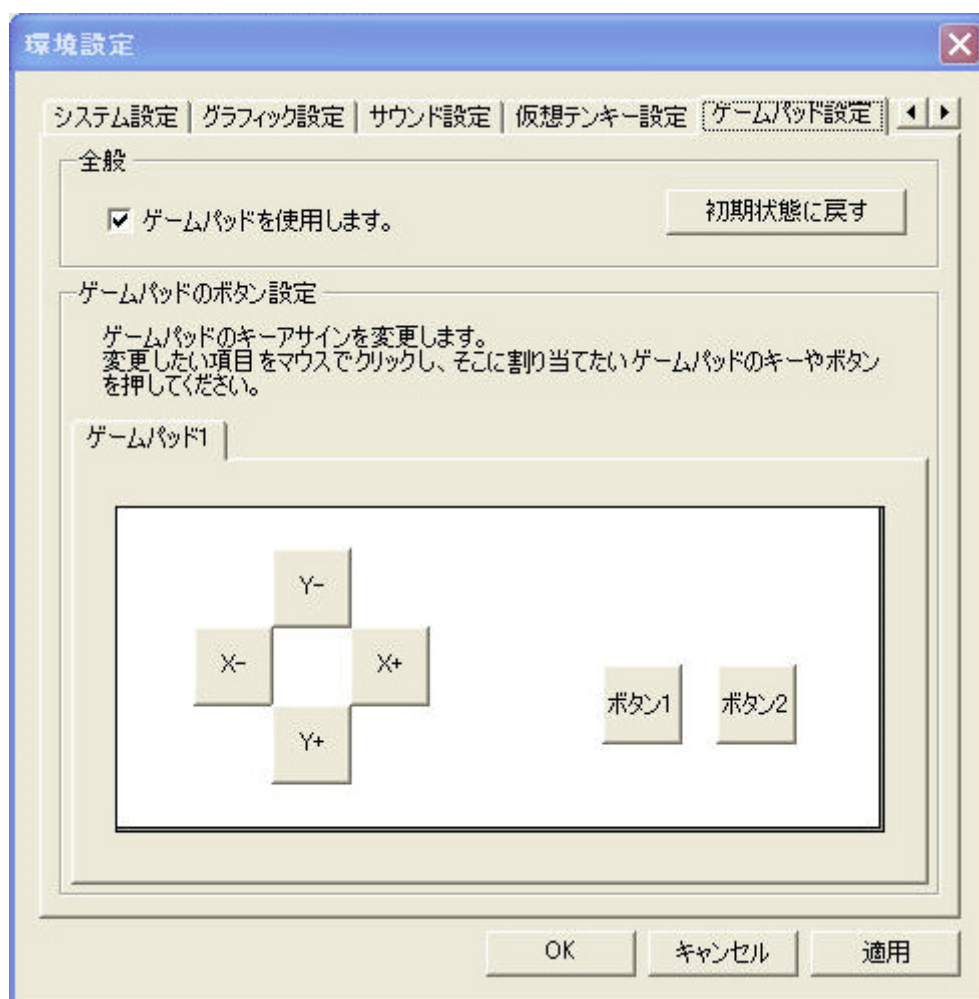 環境設定
システム設定 グラフィック設定 サウンド設定 仮想テンキー設定 ゲームパッド設定
全般
ゲームパッドを使用します。 初期状態に戻す
ゲームパッドのボタン設定
ゲームパッドのキーアサインを変更します。
変更したい項目をマウスでクリックし、そこに割り当てたいゲームパッドのキーやボタン
を押してください。
ゲームパッド1
Y-
X- X+
ボタン1 ボタン2
Y+
OK キャンセル 適用